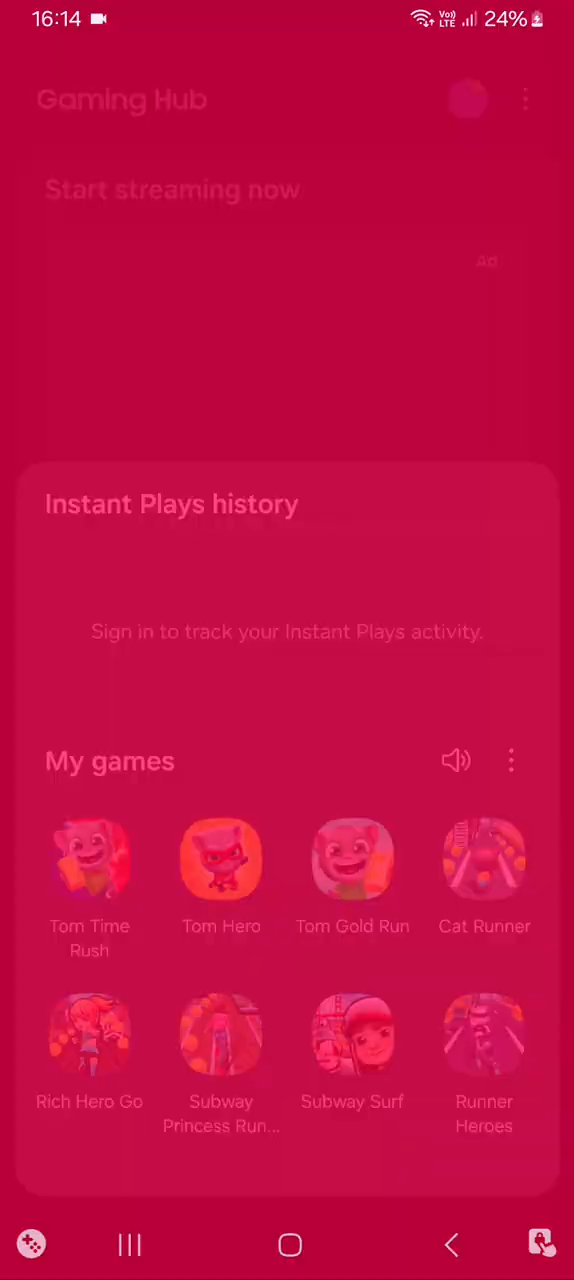 16:14
Vo))
LTE
24%
Gaming Hub
Start streaming now
Ad
Instant Plays history
Sign in to track your Instant Plays activity.
My games
Tom Time
Rush
Tom Hero
Tom Gold Run
Cat Runner
Rich Hero Go
Subway
Princess Run...
Subway Surf
Runner
Heroes